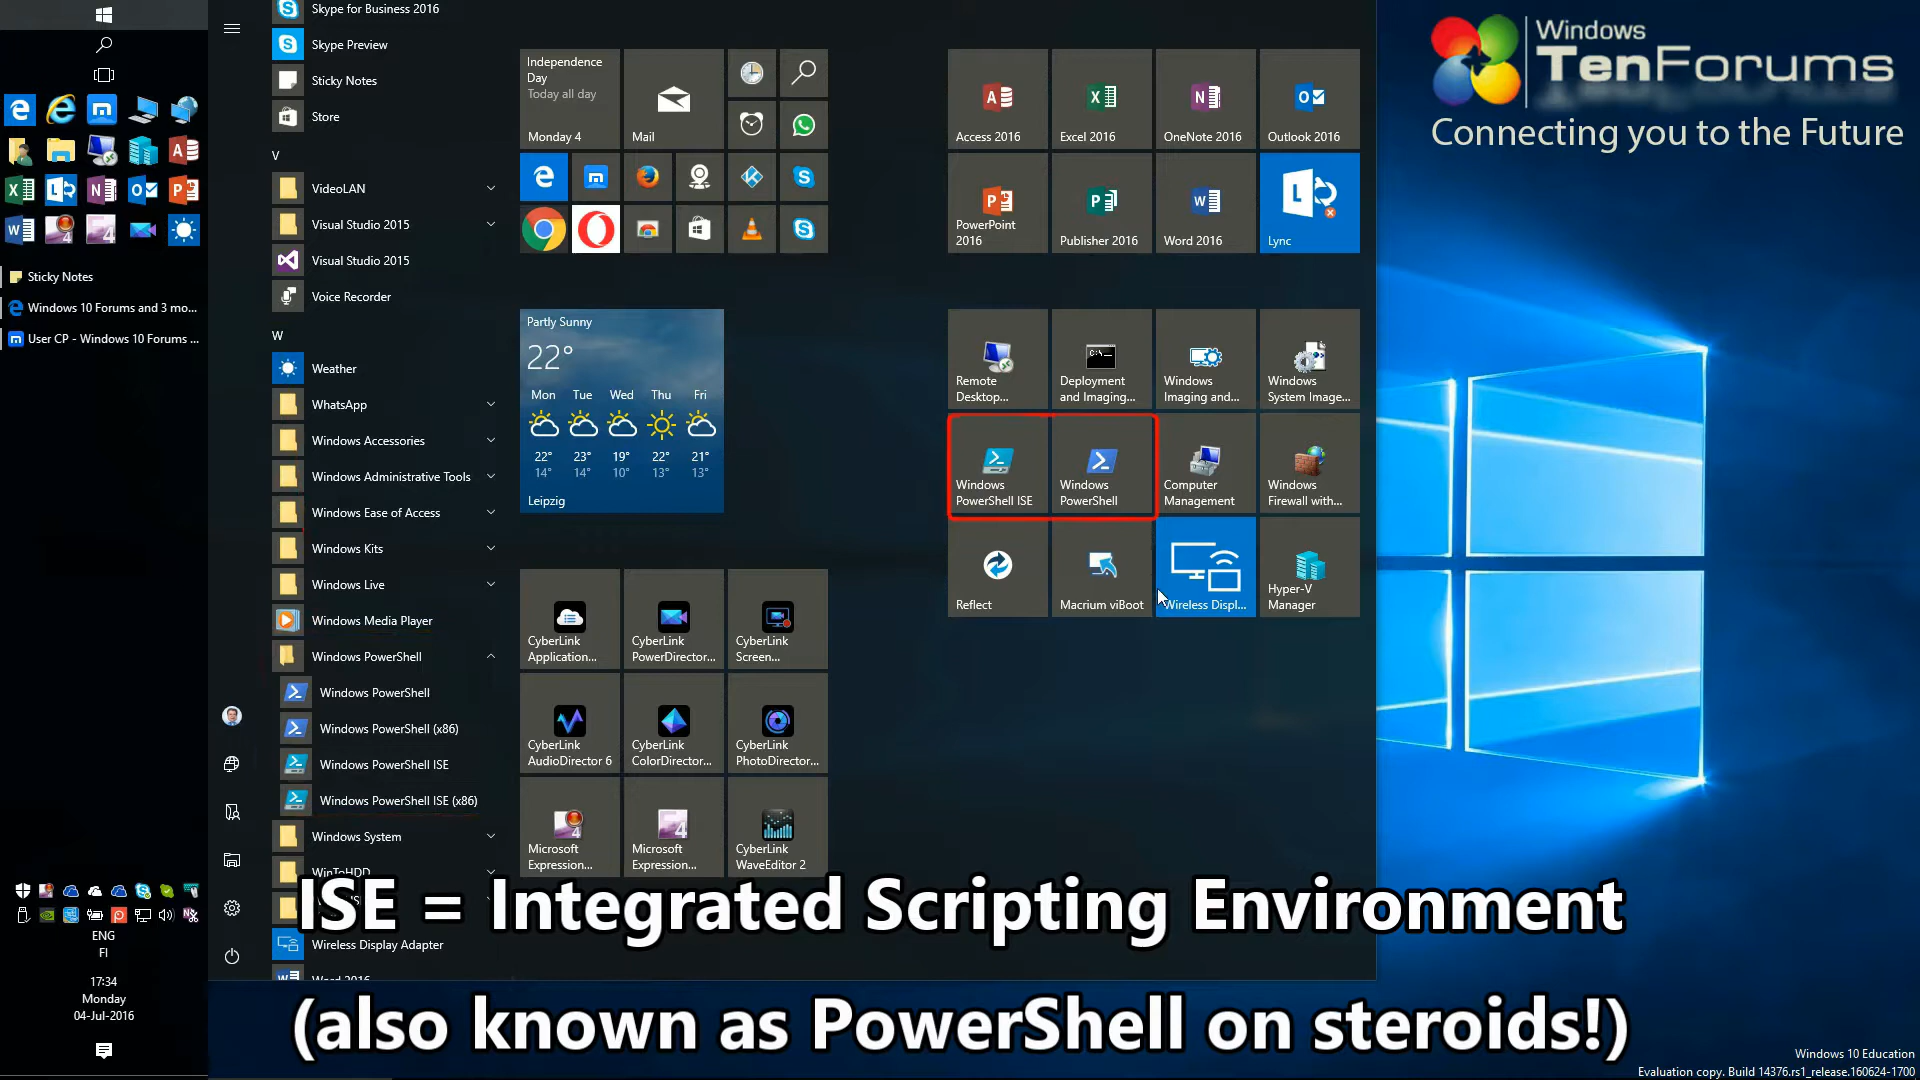 Skype for Business 2016
Skype Preview
Sticky Notes
Store
V
VideoLAN
Visual Studio 2015
Visual Studio 2015
Voice Recorder
W
Weather
WhatsApp
Windows Accessories
Windows Administrative Tools
Windows Ease of Access
Windows Kits
Windows Live
Windows Media Player
Windows PowerShell
Windows PowerShell
Windows PowerShell (x86)
Windows PowerShell ISE
Windows PowerShell ISE (x86)
Windows System
WinToHDD
Wireless Display Adapter
Word 2016
Sticky Notes
Windows 10 Forums and 3 mo...
User CP - Windows 10 Forums ...
ENG
FI
17:34
Monday
04-Jul-2016
Independence
Day
Today all day
Monday 4
Mail
Partly Sunny
22°
Mon Tue Wed Thu Fri
22° 23° 19° 22° 21°
14° 14° 10° 13° 13°
Leipzig
CyberLink
Application...
CyberLink
PowerDirector...
CyberLink
Screen...
CyberLink
AudioDirector 6
CyberLink
ColorDirector...
CyberLink
PhotoDirector...
Microsoft
Expression...
Microsoft
Expression...
CyberLink
WaveEditor 2
Access 2016
Excel 2016
OneNote 2016
Outlook 2016
PowerPoint
2016
Publisher 2016
Word 2016
Lync
Remote
Desktop...
Deployment
and Imaging...
Windows
Imaging and...
Windows
System Image...
Windows
PowerShell ISE
Windows
PowerShell
Computer
Management
Windows
Firewall with...
Reflect
Macrium viBoot
Wireless Displ...
Hyper-V
Manager
Windows
TenForums
Connecting you to the Future
ISE = Integrated Scripting Environment
(also known as PowerShell on steroids!)
Windows 10 Education
Evaluation copy. Build 14376.rs1_release.160624-1700